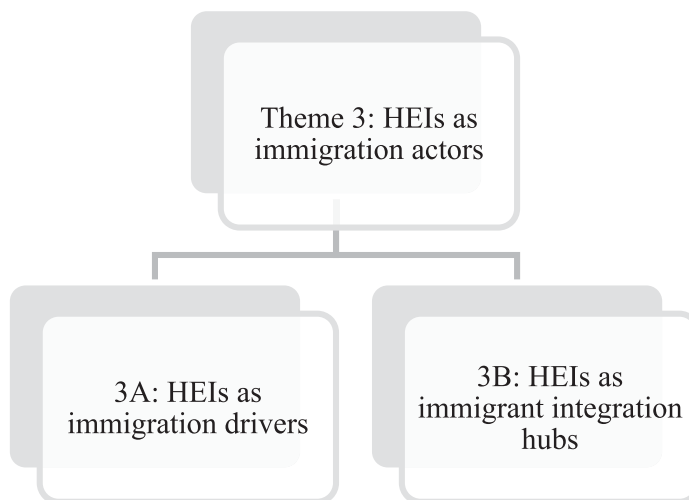 Theme 3: HEIs as
immigration actors
3A: HEIs as
immigration drivers
3B: HEIs as
immigrant integration
hubs